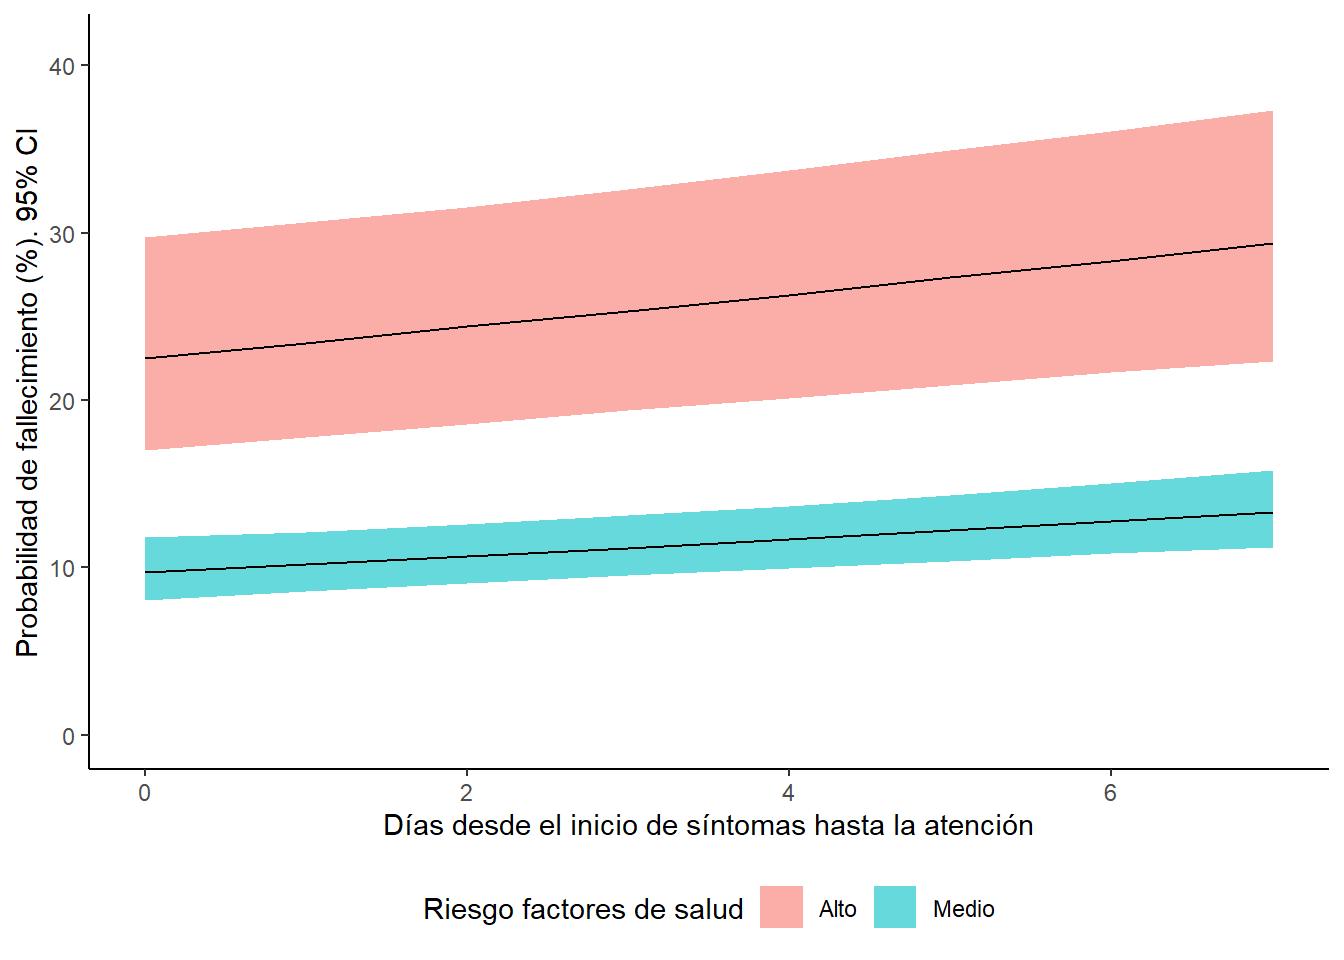 Probabilidad de fallecimiento (%). 95% CI
40
30
20
10
0
0 2 4 6
Días desde el inicio de síntomas hasta la atención
Riesgo factores de salud Alto Medio